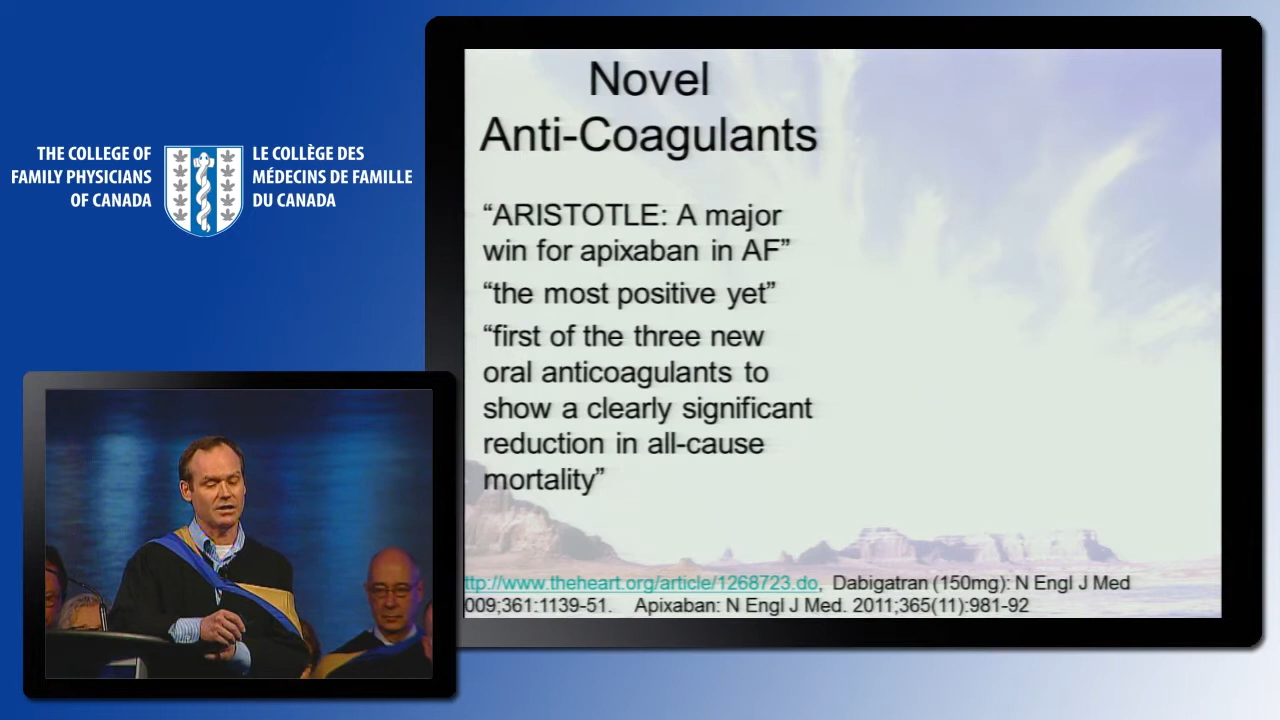 THE COLLEGE OF
FAMILY PHYSICIANS
OF CANADA
LE COLLÈGE DES
MÉDECINS DE FAMILLE
DU CANADA
Novel
Anti-Coagulants
“ARISTOTLE: A major
win for apixaban in AF”
“the most positive yet”
“first of the three new
oral anticoagulants to
show a clearly significant
reduction in all-cause
mortality”
ttp://www.theheart.org/article/1268723.do, Dabigatran (150mg): N Engl J Med
009;361:1139-51. Apixaban: N Engl J Med. 2011;365(11):981-92